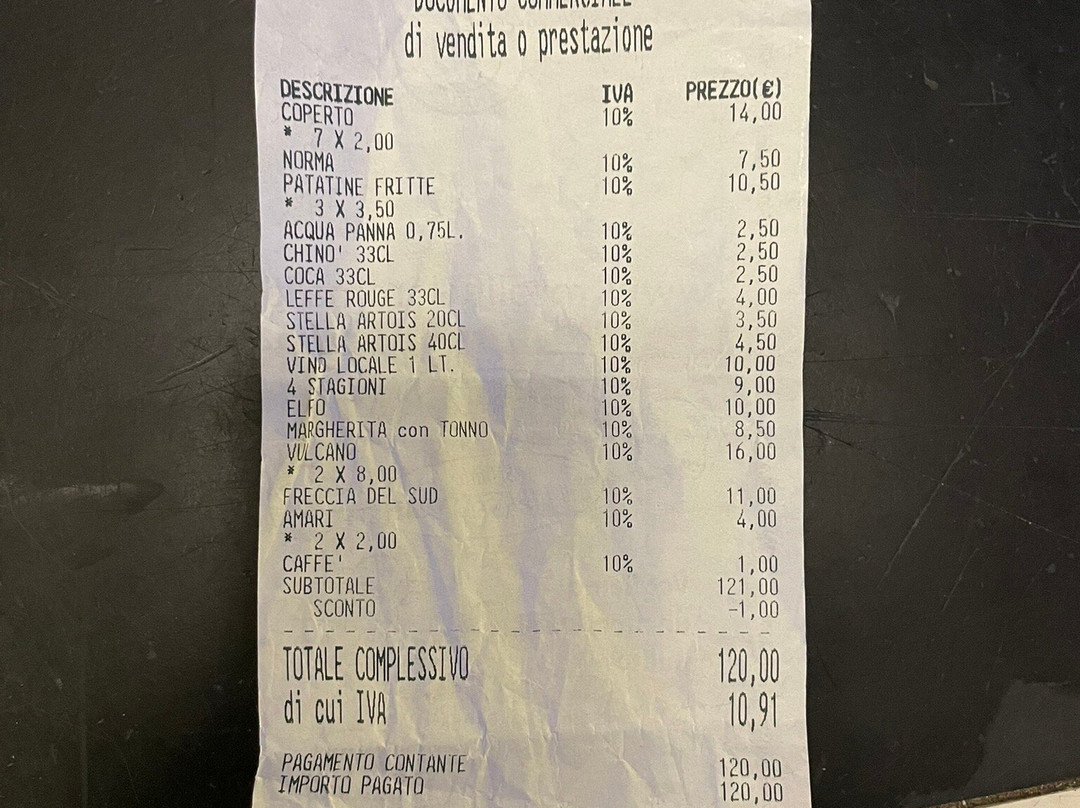 DOCUMENTO COMMERCIALE
di vendita o prestazione
DESCRIZIONE IVA PREZZO(€)
COPERTO 10% 14,00
* 7 X 2,00
NORMA 10% 7,50
PATATINE FRITTE 10% 10,50
* 3 X 3,50
ACQUA PANNA 0,75L. 10% 2,50
CHINO' 33CL 10% 2,50
COCA 33CL 10% 2,50
LEFFE ROUGE 33CL 10% 4,00
STELLA ARTOIS 20CL 10% 3,50
STELLA ARTOIS 40CL 10% 4,50
VINO LOCALE 1 LT. 10% 10,00
4 STAGIONI 10% 9,00
ELFO 10% 10,00
MARGHERITA con TONNO 10% 8,50
VULCANO 10% 16,00
* 2 X 8,00
FRECCIA DEL SUD 10% 11,00
AMARI 10% 4,00
* 2 X 2,00
CAFFE' 10% 1,00
SUBTOTALE 121,00
SCONTO -1,00
TOTALE COMPLESSIVO 120,00
di cui IVA 10,91
PAGAMENTO CONTANTE 120,00
IMPORTO PAGATO 120,00